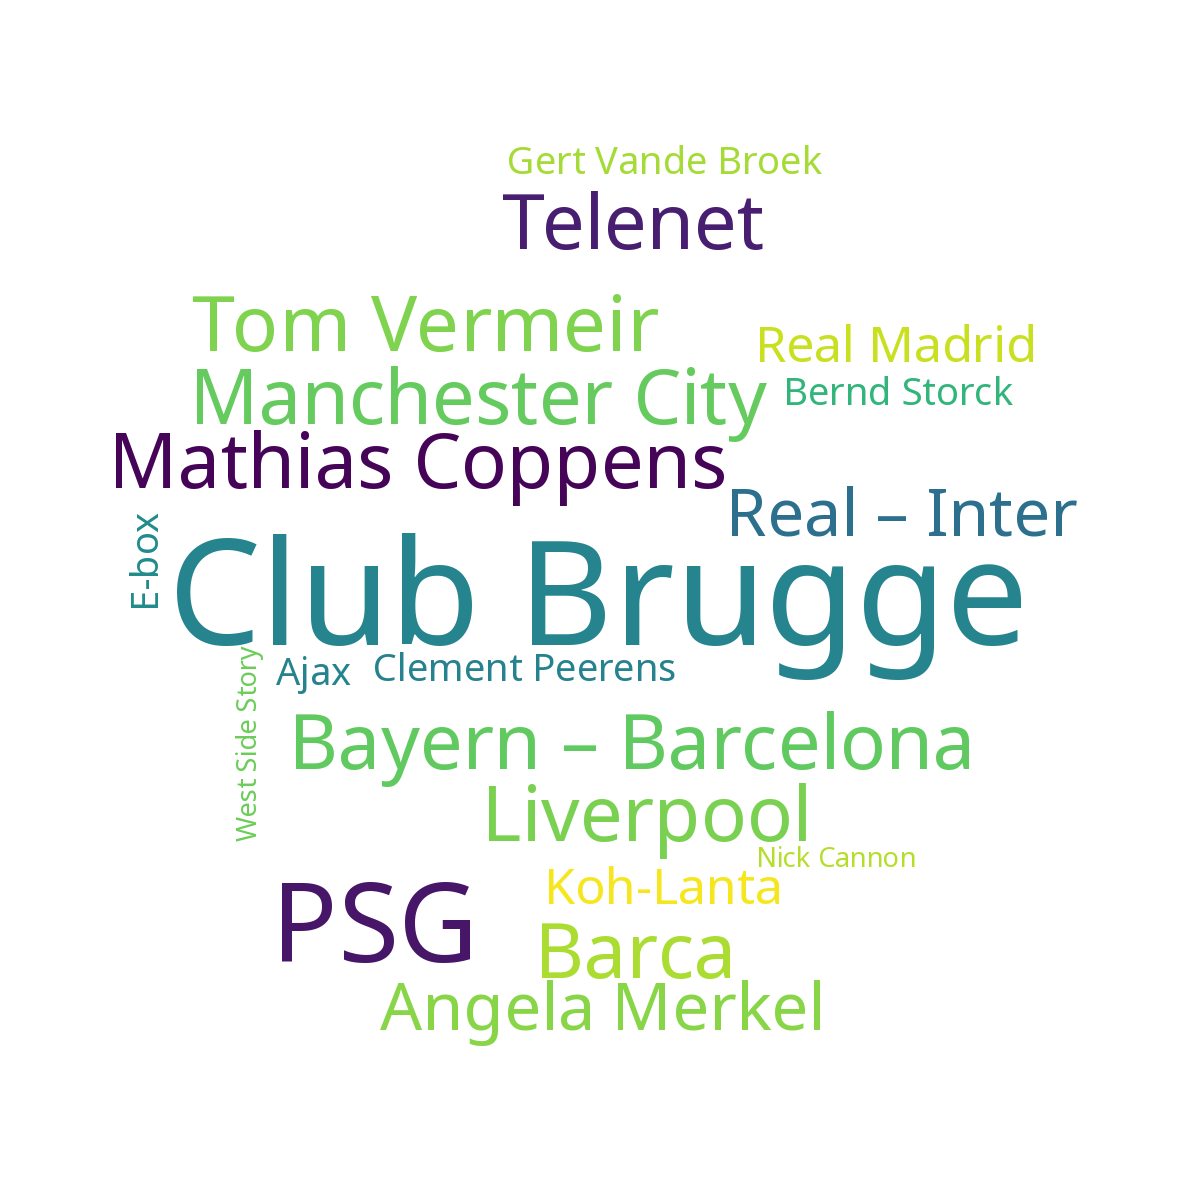 Gert Vande Broek
Telenet
Tom Vermeir
Real Madrid
Manchester City
Bernd Storck
Mathias Coppens
Real – Inter
E-box
Club Brugge
West Side Story
Ajax
Clement Peerens
Bayern – Barcelona
Liverpool
Nick Cannon
Koh-Lanta
PSG
Barca
Angela Merkel